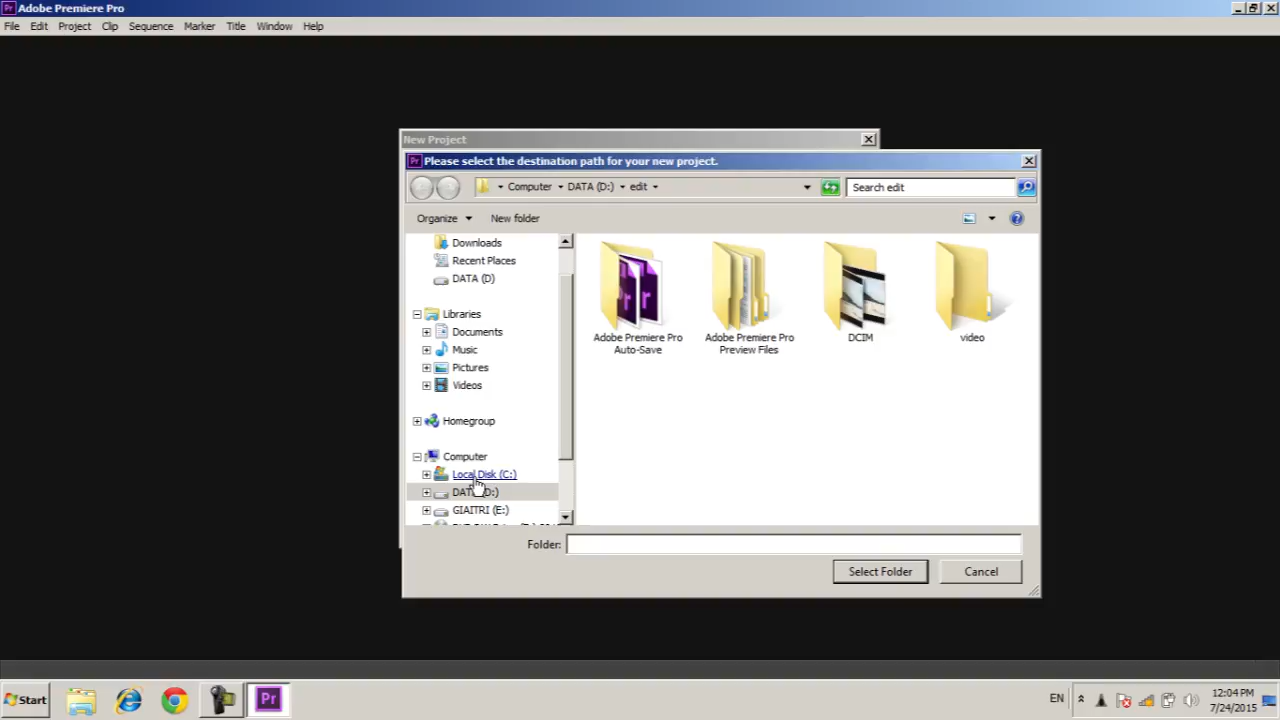 Adobe Premiere Pro
File Edit Project Clip Sequence Marker Title Window Help
New Project
Please select the destination path for your new project.
Computer DATA (D:) edit
Search edit
Organize New folder
Downloads
Recent Places
DATA (D)
Libraries
Documents
Music
Pictures
Videos
Homegroup
Computer
Local Disk (C:)
DATA (D:)
GIAITRI (E:)
Adobe Premiere Pro
Auto-Save
Adobe Premiere Pro
Preview Files
DCIM
video
Folder:
Select Folder Cancel
Start
EN
12:04 PM
7/24/2015